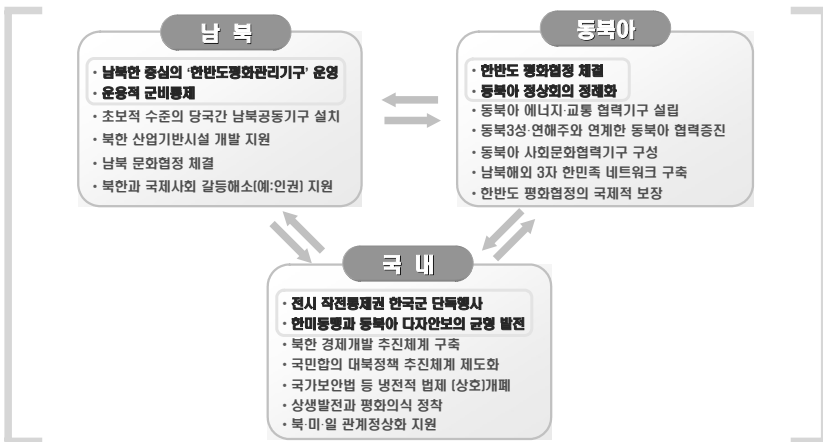 남 북
· 남북한 중심의 ‘한반도평화관리기구’ 운영
· 운용적 군비통제
· 초보적 수준의 당국간 남북공동기구 설치
· 북한 산업기반시설 개발 지원
· 남북 문화협정 체결
· 북한과 국제사회 갈등해소(예:인권) 지원
동북아
· 한반도 평화협정 체결
· 동북아 정상회의 정례화
· 동북아 에너지·교통 협력기구 설립
· 동북3성·연해주와 연계한 동북아 협력증진
· 동북아 사회문화협력기구 구성
· 남북해외 3자 한민족 네트워크 구축
· 한반도 평화협정의 국제적 보장
국 내
· 전시 작전통제권 한국군 단독행사
· 한미동맹과 동북아 다자안보의 균형 발전
· 북한 경제개발 추진체계 구축
· 국민합의 대북정책 추진체계 제도화
· 국가보안법 등 냉전적 법제 (상호)개폐
· 상생발전과 평화의식 정착
· 북·미·일 관계정상화 지원